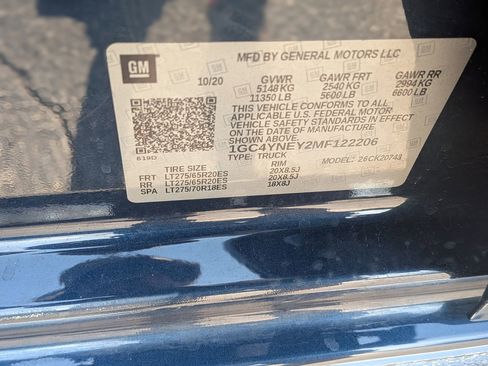 GM
MFD BY GENERAL MOTORS LLC
10/20 GVWR GAWR FRT GAWR RR
5148 KG 2540 KG 2994 KG
11350 LB 5600 LB 6600 LB
THIS VEHICLE CONFORMS TO ALL
APPLICABLE U.S. FEDERAL MOTOR
VEHICLE SAFETY STANDARDS IN
EFFECT ON THE DATE OF MANUFACTURE
SHOWN ABOVE.
1GC4YNEY2MF122206
619D TYPE: TRUCK MODEL: 26CK20743
TIRE SIZE RIM
FRT LT275/65R20ES 20X8.5J
RR LT275/65R20ES 20X8.5J
SPA LT275/70R18ES 18X8J